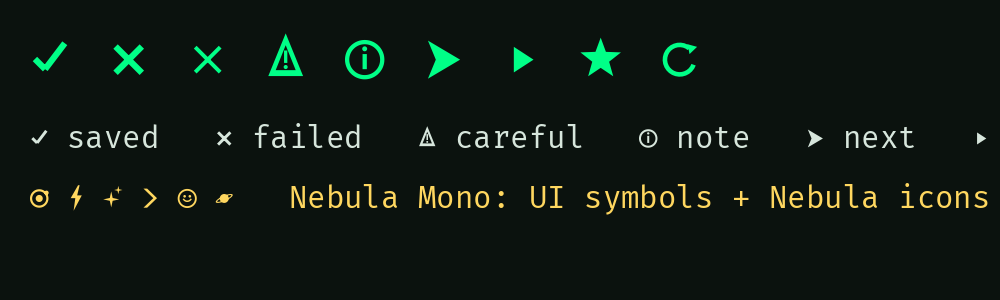 ✔ ✖ ✕ ⚠ ℹ ➤ ▶ ★ ↻
✔ saved ✖ failed ⚠ careful ℹ note ➤ next ▶
Nebula Mono: UI symbols + Nebula icons